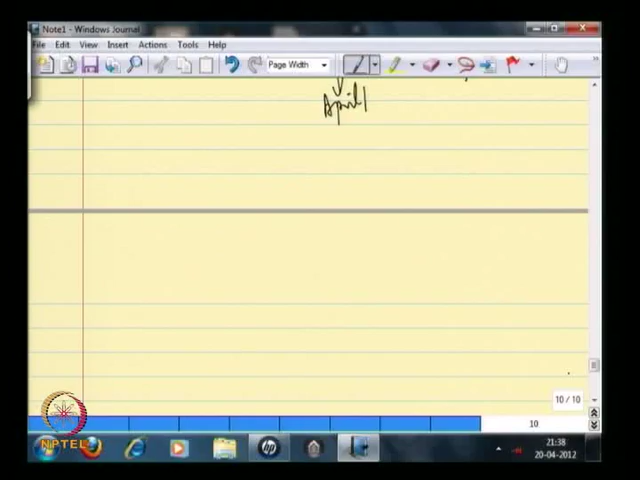 Note1 - Windows Journal
File Edit View Insert Actions Tools Help
Page Width
April 1
10 / 10
10
NPTEL
21:38
20-04-2012